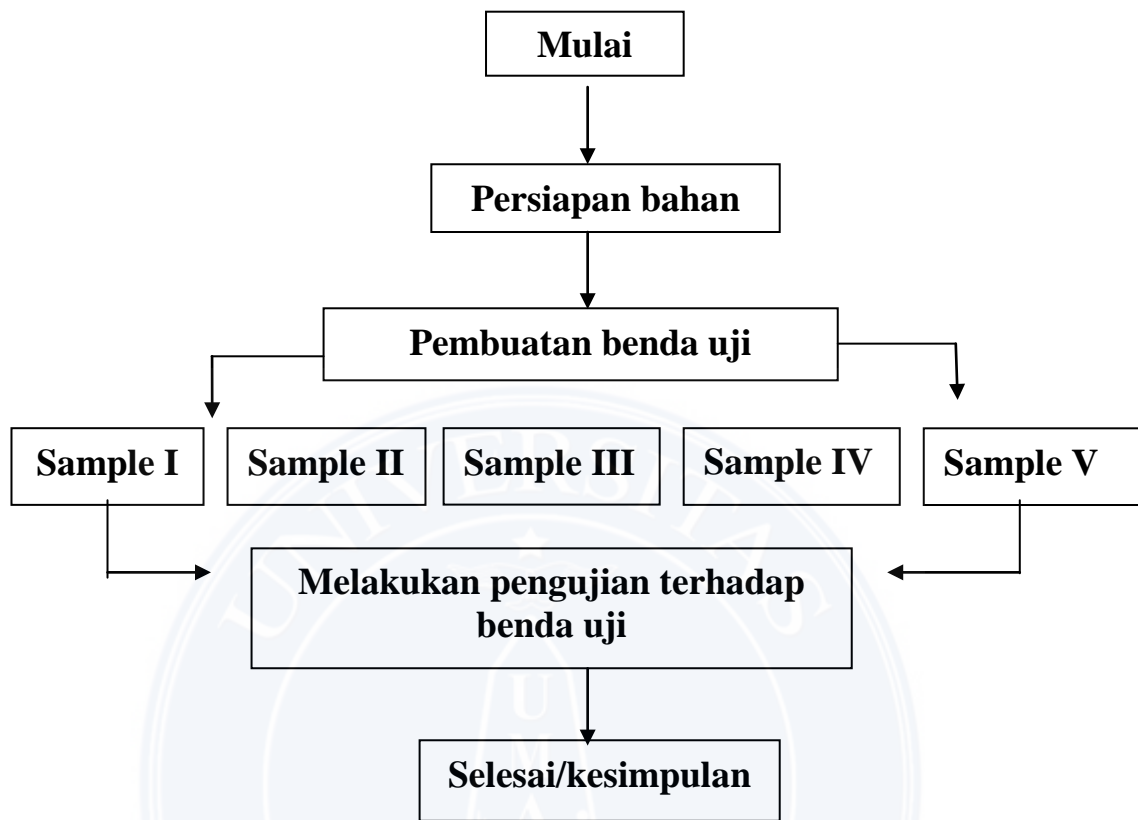 Mulai
Persiapan bahan
Pembuatan benda uji
Sample I
Sample II
Sample III
Sample IV
Sample V
Melakukan pengujian terhadap
benda uji
Selesai/kesimpulan
UNIVERSITAS
U
M
A